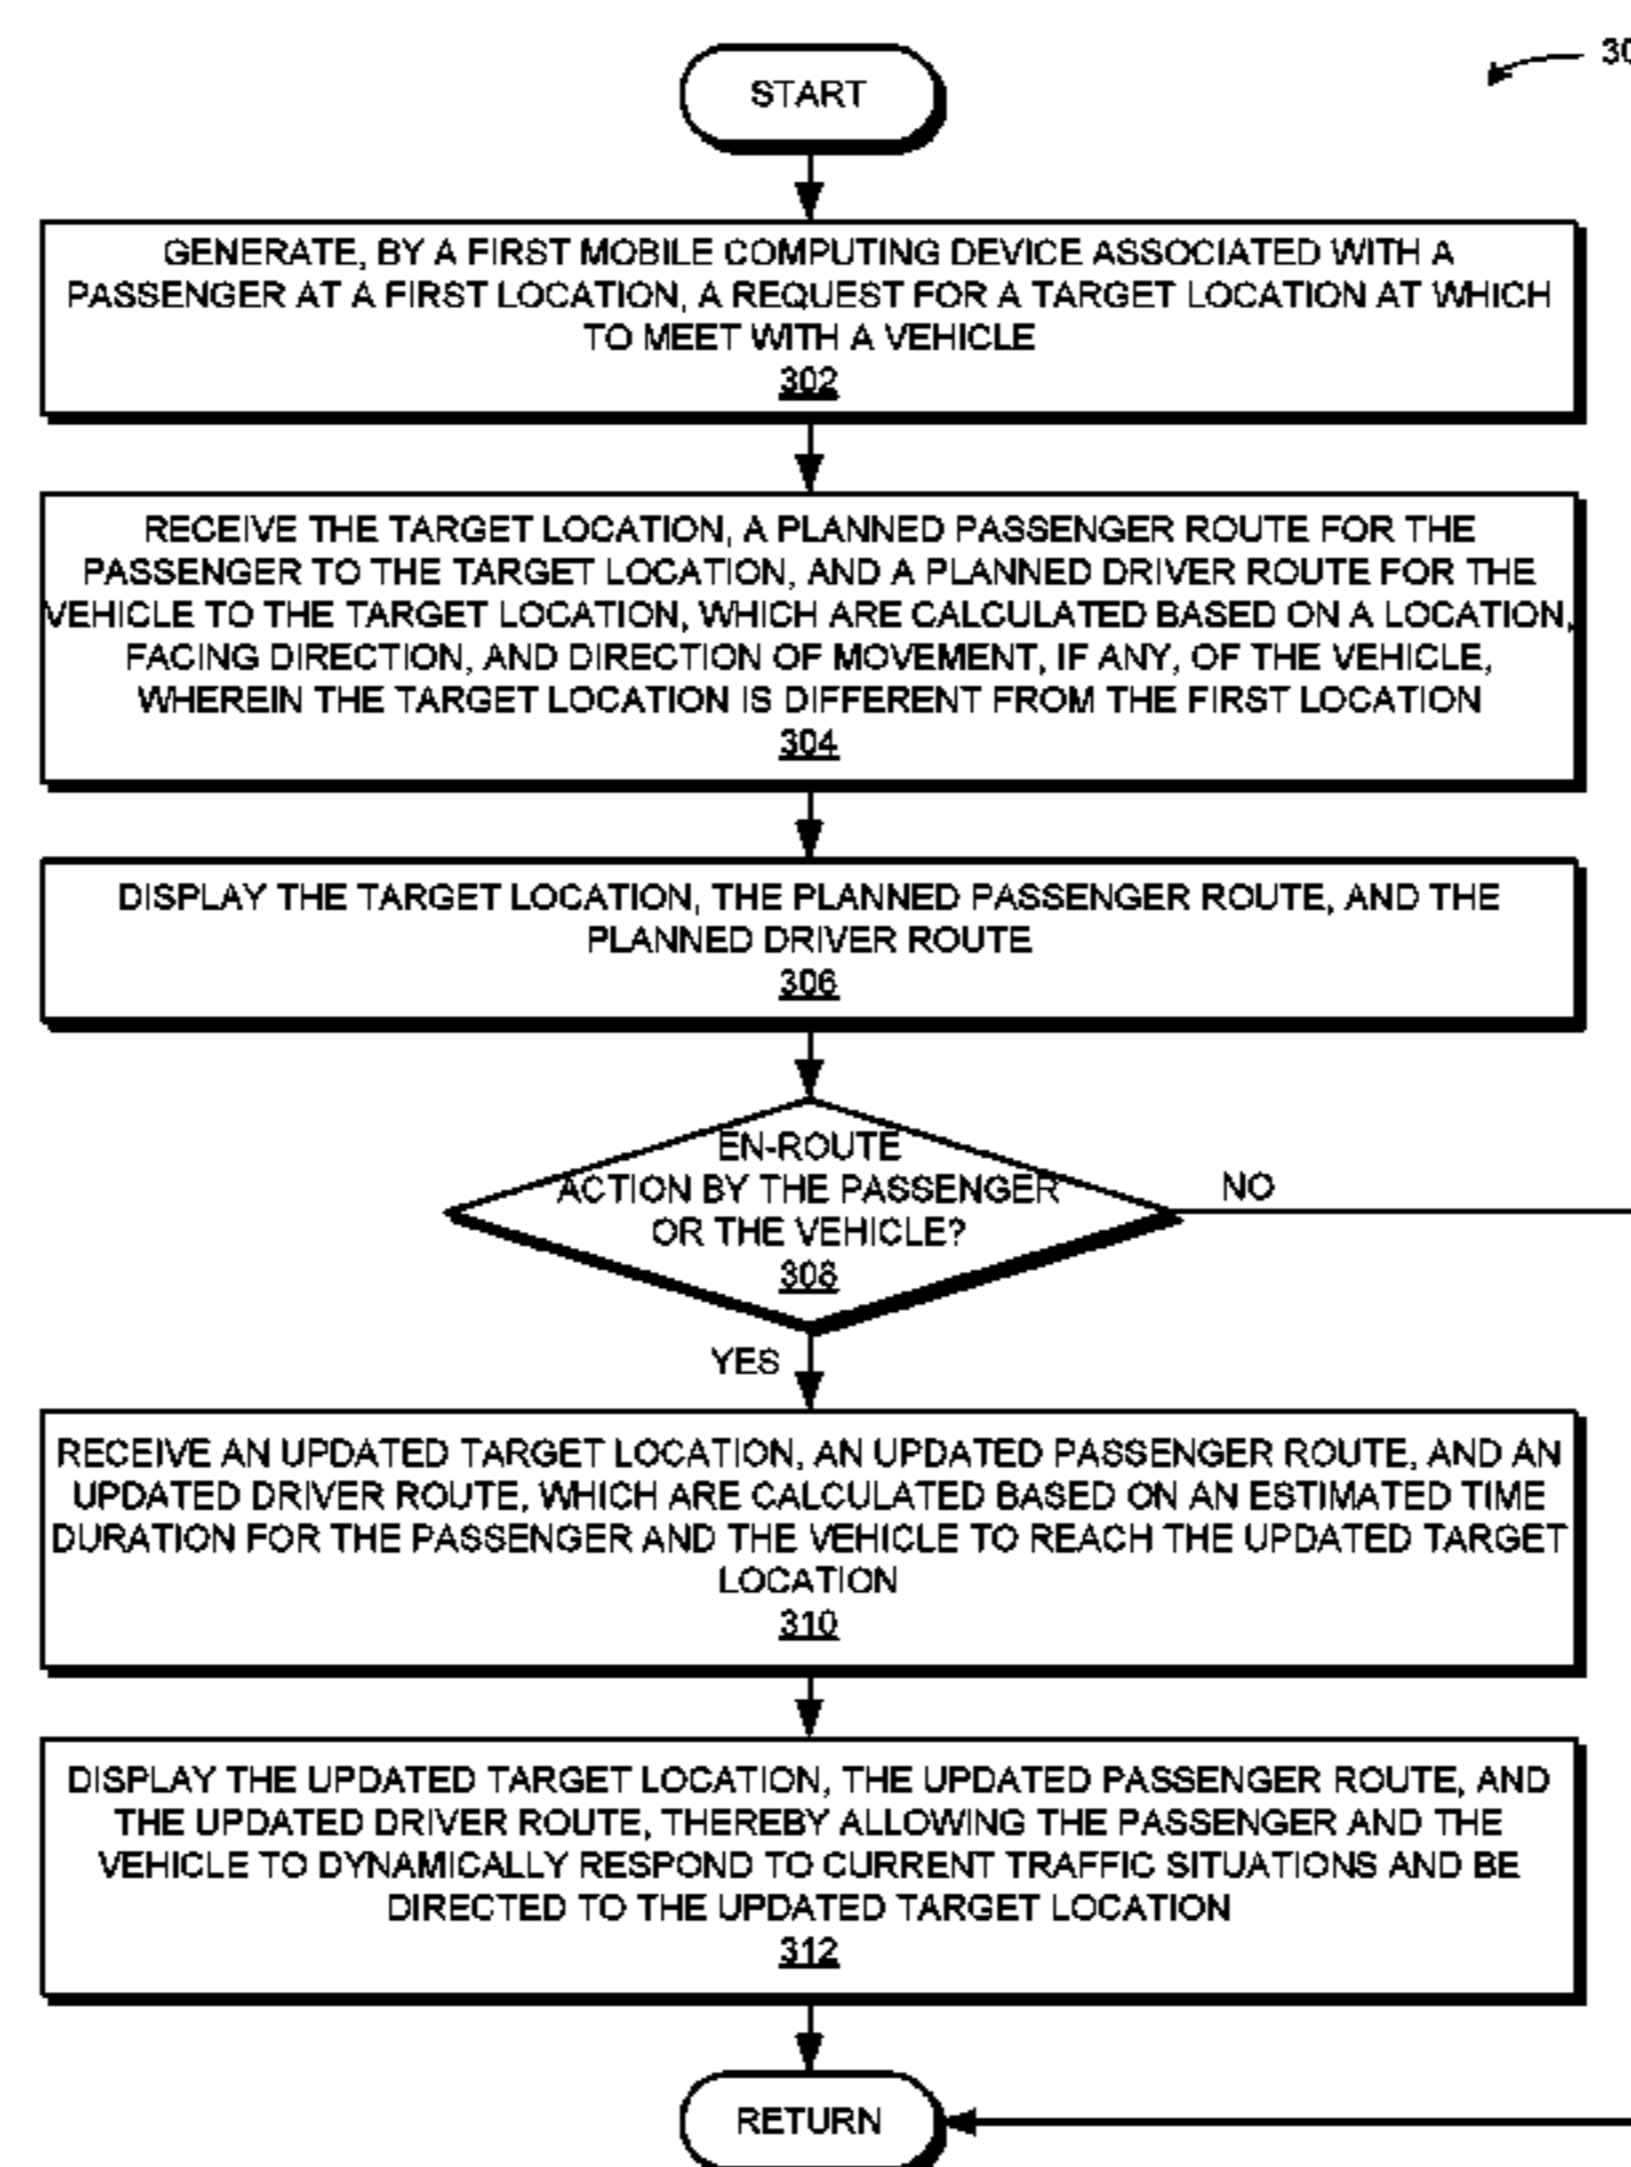 START
30
GENERATE, BY A FIRST MOBILE COMPUTING DEVICE ASSOCIATED WITH A
PASSENGER AT A FIRST LOCATION, A REQUEST FOR A TARGET LOCATION AT WHICH
TO MEET WITH A VEHICLE
302
RECEIVE THE TARGET LOCATION, A PLANNED PASSENGER ROUTE FOR THE
PASSENGER TO THE TARGET LOCATION, AND A PLANNED DRIVER ROUTE FOR THE
VEHICLE TO THE TARGET LOCATION, WHICH ARE CALCULATED BASED ON A LOCATION,
FACING DIRECTION, AND DIRECTION OF MOVEMENT, IF ANY, OF THE VEHICLE,
WHEREIN THE TARGET LOCATION IS DIFFERENT FROM THE FIRST LOCATION
304
DISPLAY THE TARGET LOCATION, THE PLANNED PASSENGER ROUTE, AND THE
PLANNED DRIVER ROUTE
306
EN-ROUTE
ACTION BY THE PASSENGER
OR THE VEHICLE?
308
NO
YES
RECEIVE AN UPDATED TARGET LOCATION, AN UPDATED PASSENGER ROUTE, AND AN
UPDATED DRIVER ROUTE, WHICH ARE CALCULATED BASED ON AN ESTIMATED TIME
DURATION FOR THE PASSENGER AND THE VEHICLE TO REACH THE UPDATED TARGET
LOCATION
310
DISPLAY THE UPDATED TARGET LOCATION, THE UPDATED PASSENGER ROUTE, AND
THE UPDATED DRIVER ROUTE, THEREBY ALLOWING THE PASSENGER AND THE
VEHICLE TO DYNAMICALLY RESPOND TO CURRENT TRAFFIC SITUATIONS AND BE
DIRECTED TO THE UPDATED TARGET LOCATION
312
RETURN